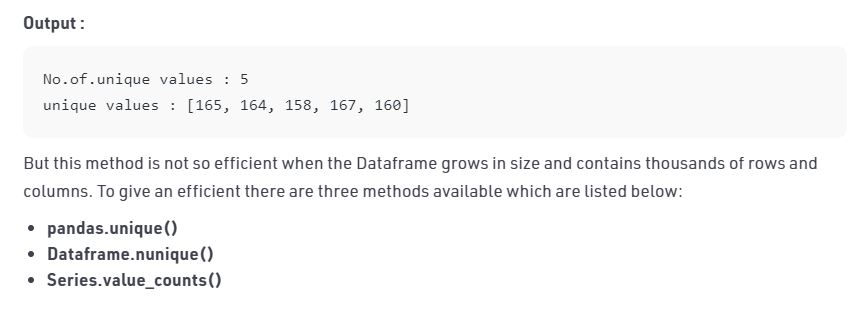 Output :
No.of.unique values : 5
unique values : [165, 164, 158, 167, 160]
But this method is not so efficient when the Dataframe grows in size and contains thousands of rows and
columns. To give an efficient there are three methods available which are listed below:
• pandas.unique()
• Dataframe.nunique()
• Series.value_counts()